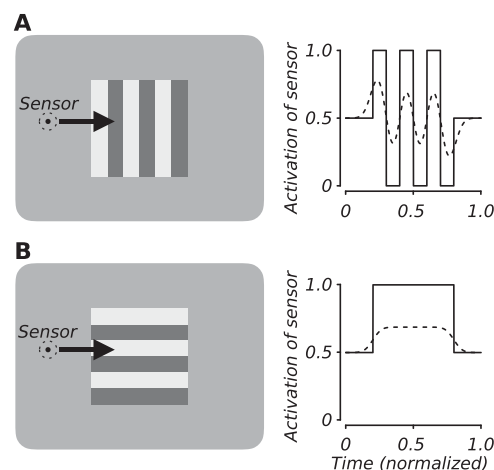 A
Sensor
Activation of sensor
1.0
0.5
0
0 0.5 1.0
B
Sensor
Activation of sensor
1.0
0.5
0
0 0.5 1.0
Time (normalized)